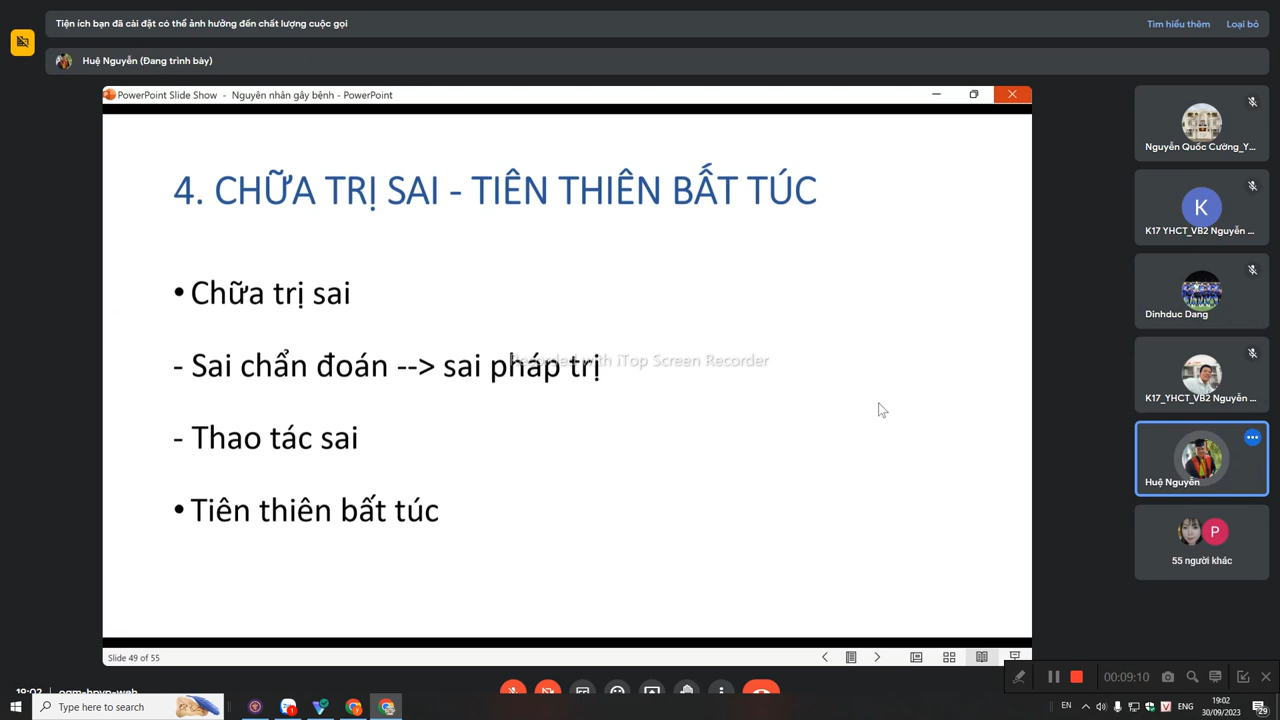 Tiện ích bạn đã cài đặt có thể ảnh hưởng đến chất lượng cuộc gọi
Tìm hiểu thêm
Loại bỏ
Huệ Nguyễn (Đang trình bày)
PowerPoint Slide Show - Nguyên nhân gây bệnh - PowerPoint
4. CHỮA TRỊ SAI - TIÊN THIÊN BẤT TÚC
• Chữa trị sai
- Sai chẩn đoán --> sai pháp trị
Recorded with iTop Screen Recorder
- Thao tác sai
• Tiên thiên bất túc
Slide 49 of 55
Nguyễn Quốc Cường_Y...
K
K17 YHCT_VB2 Nguyễn ...
Dinhduc Dang
K17_YHCT_VB2 Nguyễn ...
Huệ Nguyễn
P
55 người khác
00:09:10
19:02
Type here to search
EN
ENG
19:02
30/09/2023
29